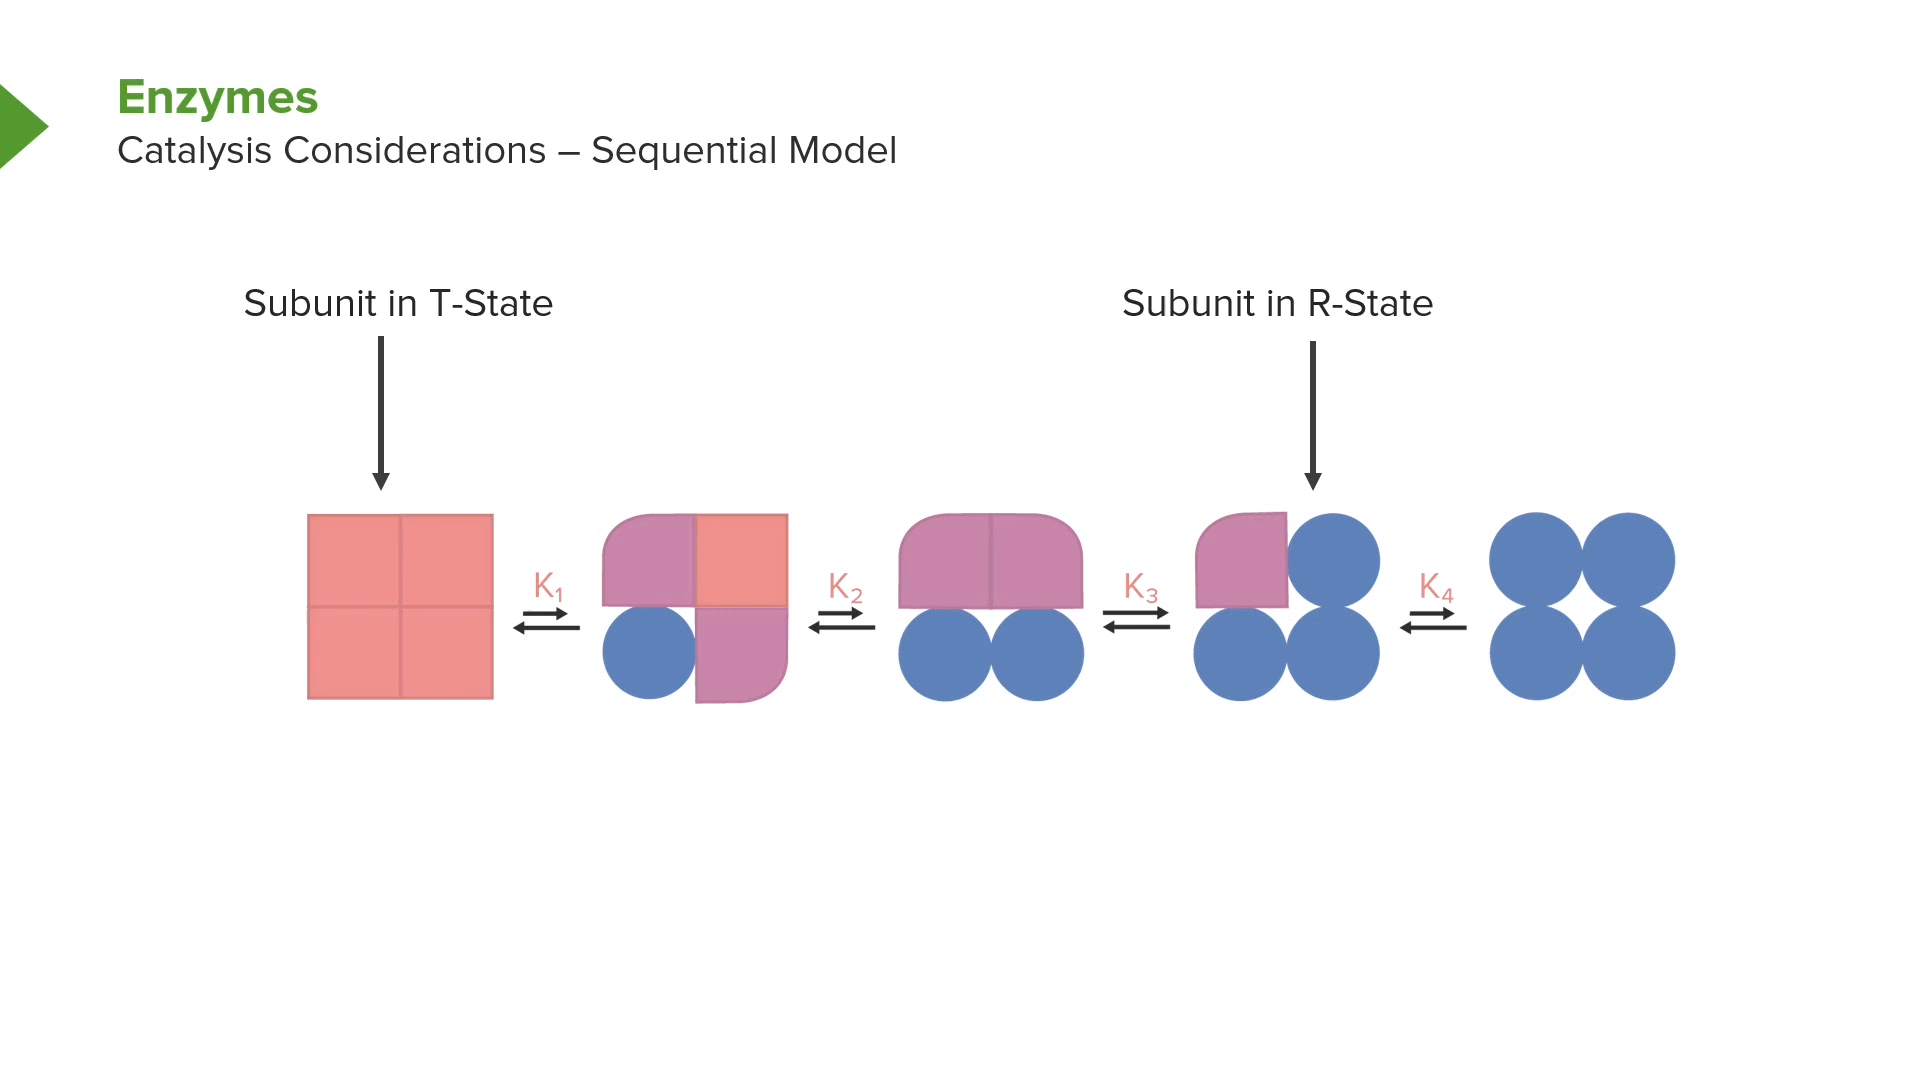 Enzymes
Catalysis Considerations – Sequential Model
Subunit in T-State
Subunit in R-State
K₁
K₂
K₃
K₄